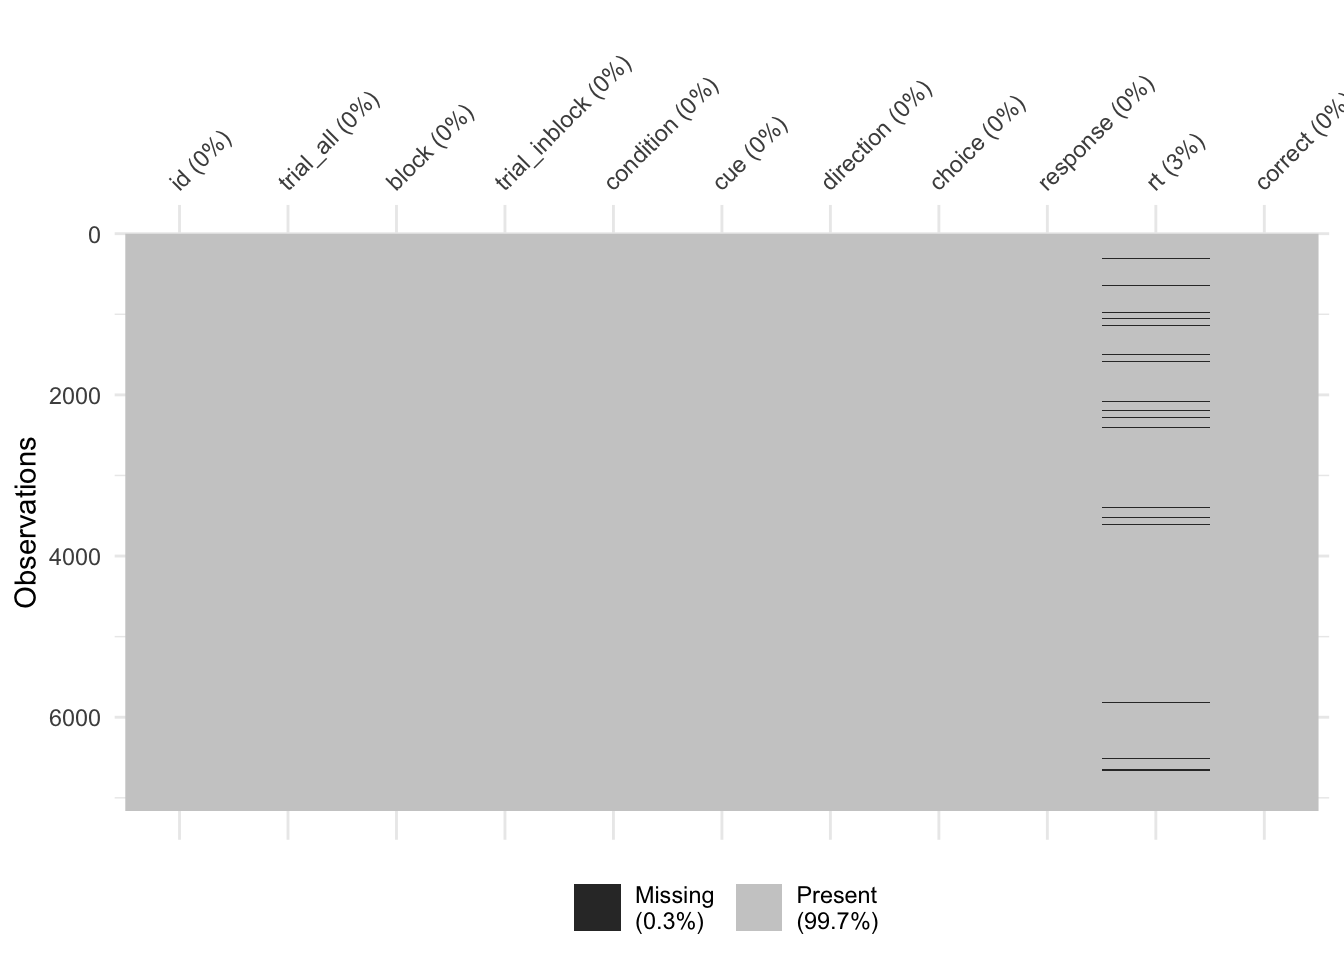 id (0%)
trial_all (0%)
block (0%)
trial_inblock (0%)
condition (0%)
cue (0%)
direction (0%)
choice (0%)
response (0%)
rt (3%)
correct (0%
0
2000
4000
6000
Observations
Missing
(0.3%)
Present
(99.7%)